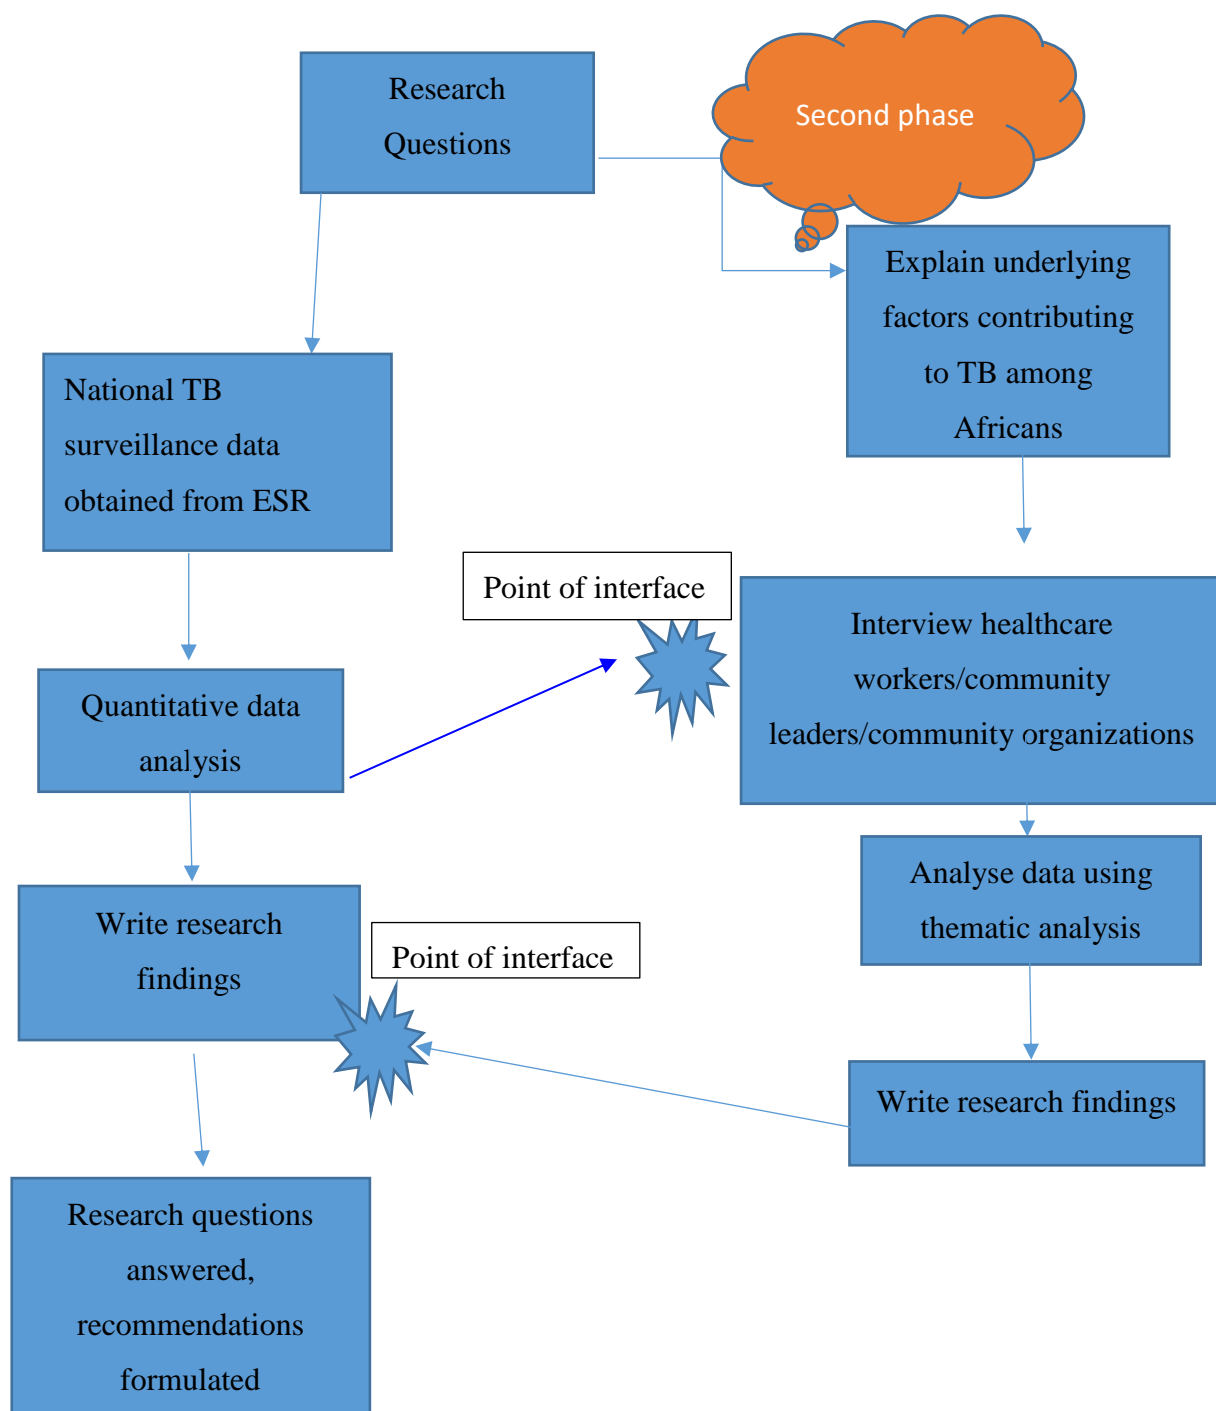 Research
Questions
Second phase
Explain underlying
factors contributing
to TB among
Africans
National TB
surveillance data
obtained from ESR
Point of interface
Interview healthcare
workers/community
leaders/community organizations
Quantitative data
analysis
Analyse data using
thematic analysis
Write research
findings
Point of interface
Write research findings
Research questions
answered,
recommendations
formulated